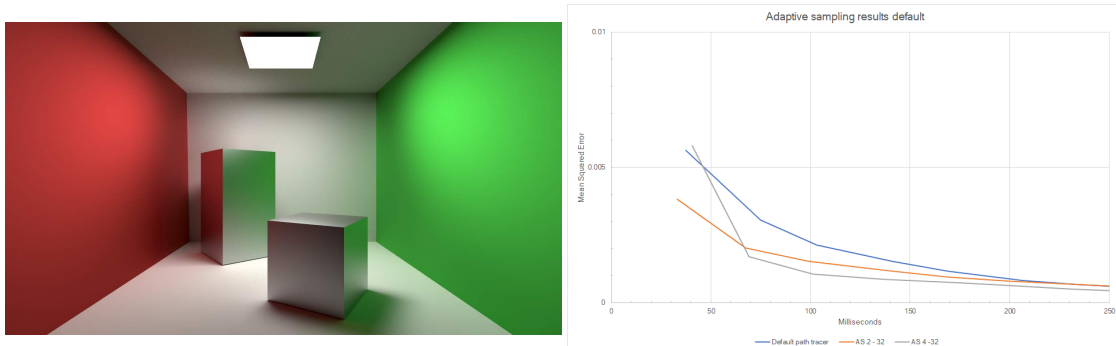 Adaptive sampling results default
0.01
0.005
0
Mean Squared Error
0 50 100 150 200 250
Milliseconds
Default path tracer AS 2 - 32 AS 4 -32